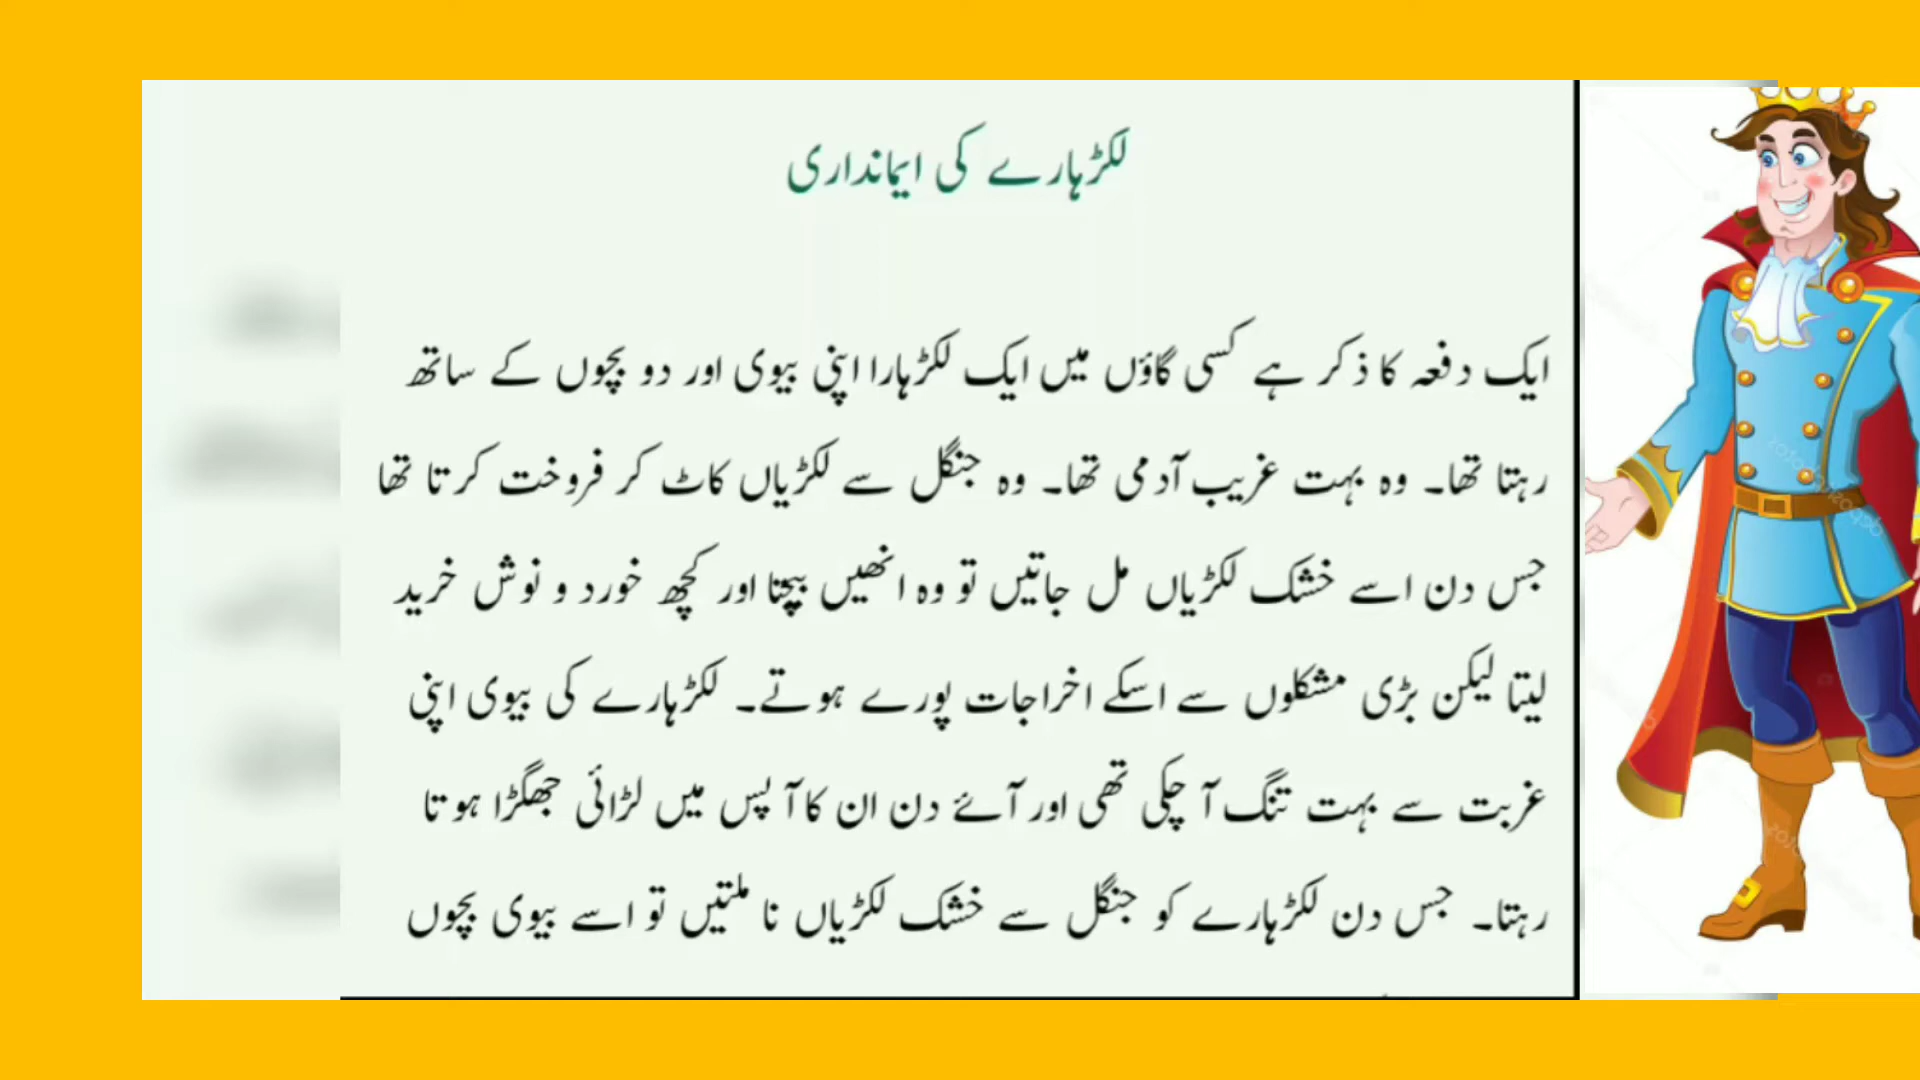 لکڑہارے کی ایمانداری
ایک دفعہ کا ذکر ہے کسی گاؤں میں ایک لکڑہارا اپنی بیوی اور دو بچوں کے ساتھ
رہتا تھا۔ وہ بہت غریب آدمی تھا۔ وہ جنگل سے لکڑیاں کاٹ کر فروخت کرتا تھا
جس دن اسے خشک لکڑیاں مل جاتیں تو وہ انھیں بیچتا اور کچھ خورد و نوش خرید
لیتا لیکن بڑی مشکلوں سے اسکے اخراجات پورے ہوتے۔ لکڑہارے کی بیوی اپنی
غربت سے بہت تنگ آ چکی تھی اور آئے دن ان کا آپس میں لڑائی جھگڑا ہوتا
رہتا۔ جس دن لکڑہارے کو جنگل سے خشک لکڑیاں نا ملتیں تو اسے بیوی بچوں